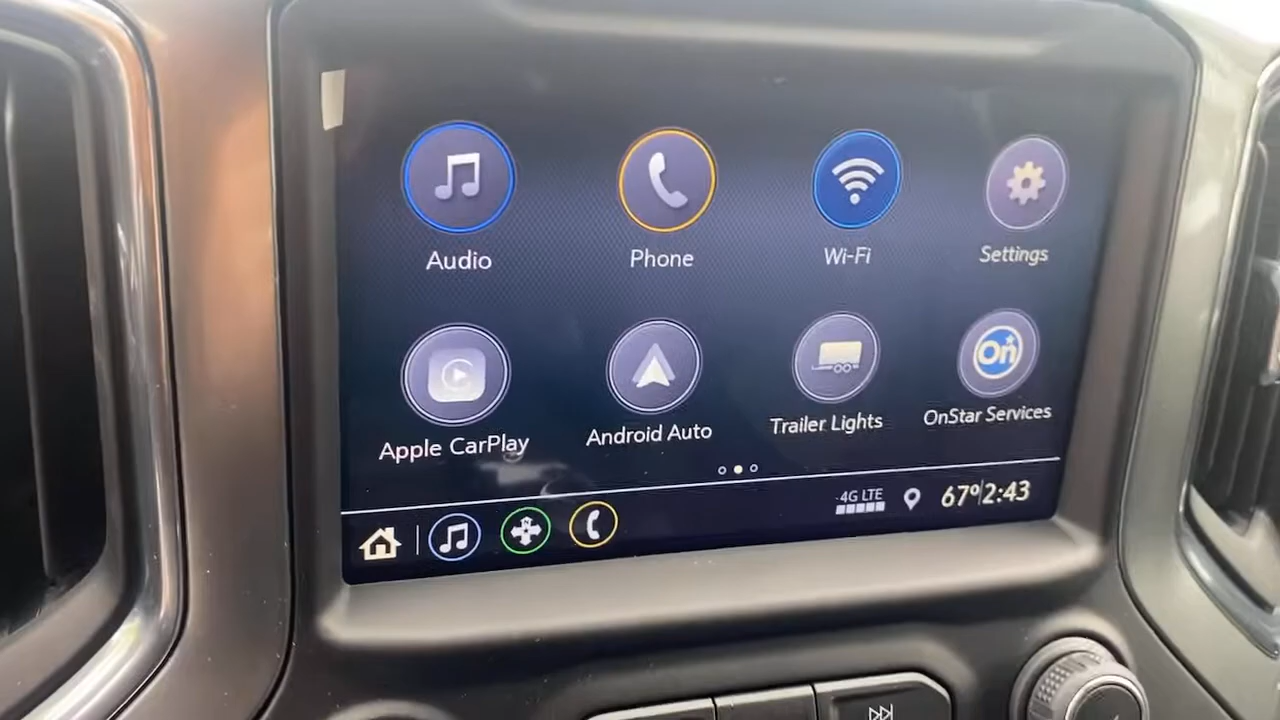 Audio Phone Wi-Fi Settings
On
Apple CarPlay Android Auto Trailer Lights OnStar Services
4G LTE 67° 2:43